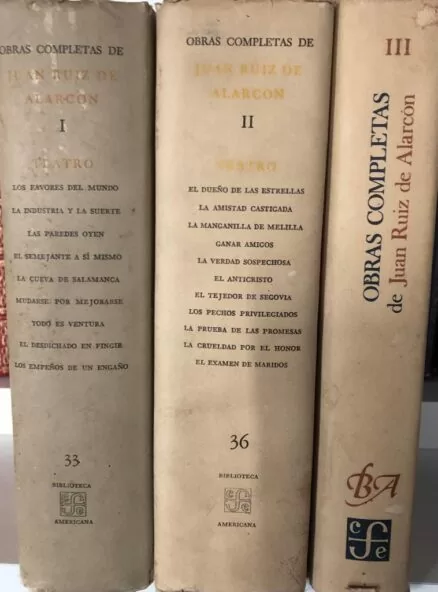 OBRAS COMPLETAS DE
JUAN RUIZ DE
ALARCON
I
TEATRO
LOS FAVORES DEL MUNDO
LA INDUSTRIA Y LA SUERTE
LAS PAREDES OYEN
EL SEMEJANTE A SÍ MISMO
LA CUEVA DE SALAMANCA
MUDARSE POR MEJORARSE
TODO ES VENTURA
EL DESDICHADO EN FINGIR
LOS EMPEÑOS DE UN ENGAÑO
33
BIBLIOTECA
cfe
AMERICANA
OBRAS COMPLETAS DE
JUAN RUIZ DE
ALARCON
II
TEATRO
EL DUEÑO DE LAS ESTRELLAS
LA AMISTAD CASTIGADA
LA MANGANILLA DE MELILLA
GANAR AMIGOS
LA VERDAD SOSPECHOSA
EL ANTICRISTO
EL TEJEDOR DE SEGOVIA
LOS PECHOS PRIVILEGIADOS
LA PRUEBA DE LAS PROMESAS
LA CRUELDAD POR EL HONOR
EL EXAMEN DE MARIDOS
36
BIBLIOTECA
cfe
AMERICANA
III
OBRAS COMPLETAS
de Juan Ruiz de Alarcón
BA
cfe